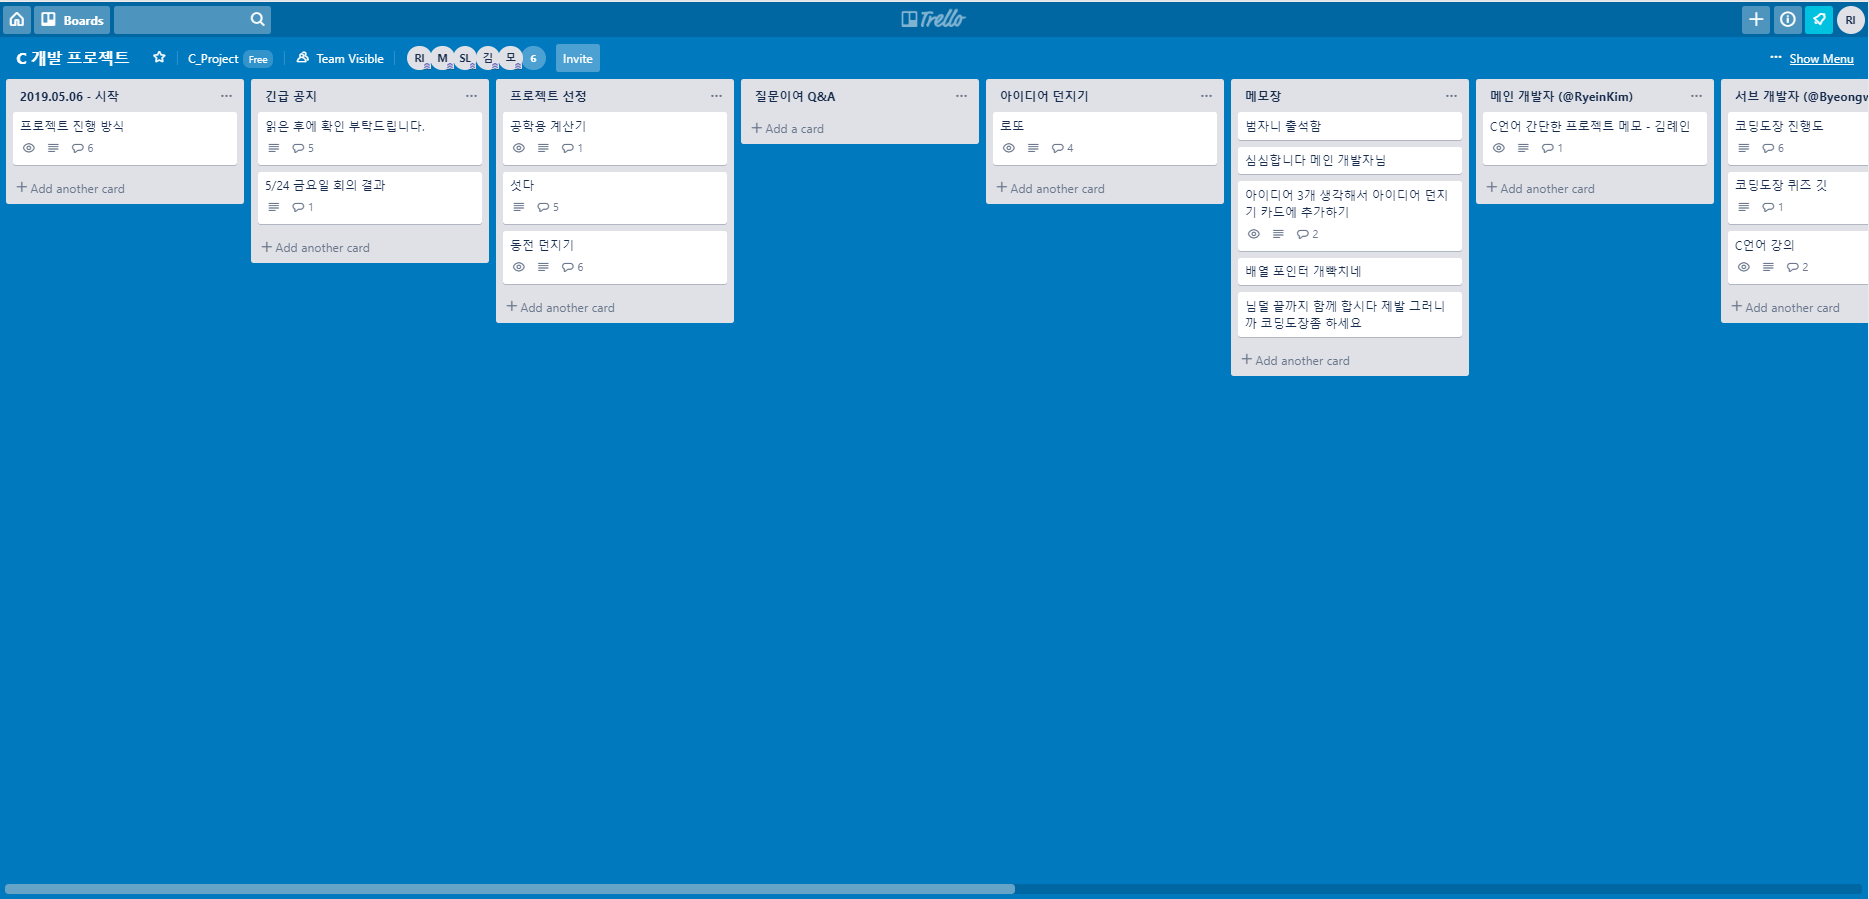 Boards
Trello
RI
C 개발 프로젝트
C_Project Free
Team Visible
RI M SL 김 모 6
Invite
Show Menu
2019.05.06 - 시작
프로젝트 진행 방식
6
Add another card
긴급 공지
읽은 후에 확인 부탁드립니다.
5
5/24 금요일 회의 결과
1
Add another card
프로젝트 선정
공학용 계산기
1
섯다
5
동전 던지기
6
Add another card
질문이여 Q&A
Add a card
아이디어 던지기
로또
4
Add another card
메모장
범자니 출석함
심심합니다 메인 개발자님
아이디어 3개 생각해서 아이디어 던지
기 카드에 추가하기
2
배열 포인터 개빡치네
님덜 끝까지 함께 합시다 제발 그러니
까 코딩도장좀 하세요
Add another card
메인 개발자 (@RyeinKim)
C언어 간단한 프로젝트 메모 - 김례인
1
Add another card
서브 개발자 (@Byeongw
코딩도장 진행도
6
코딩도장 퀴즈 깃
1
C언어 강의
2
Add another card